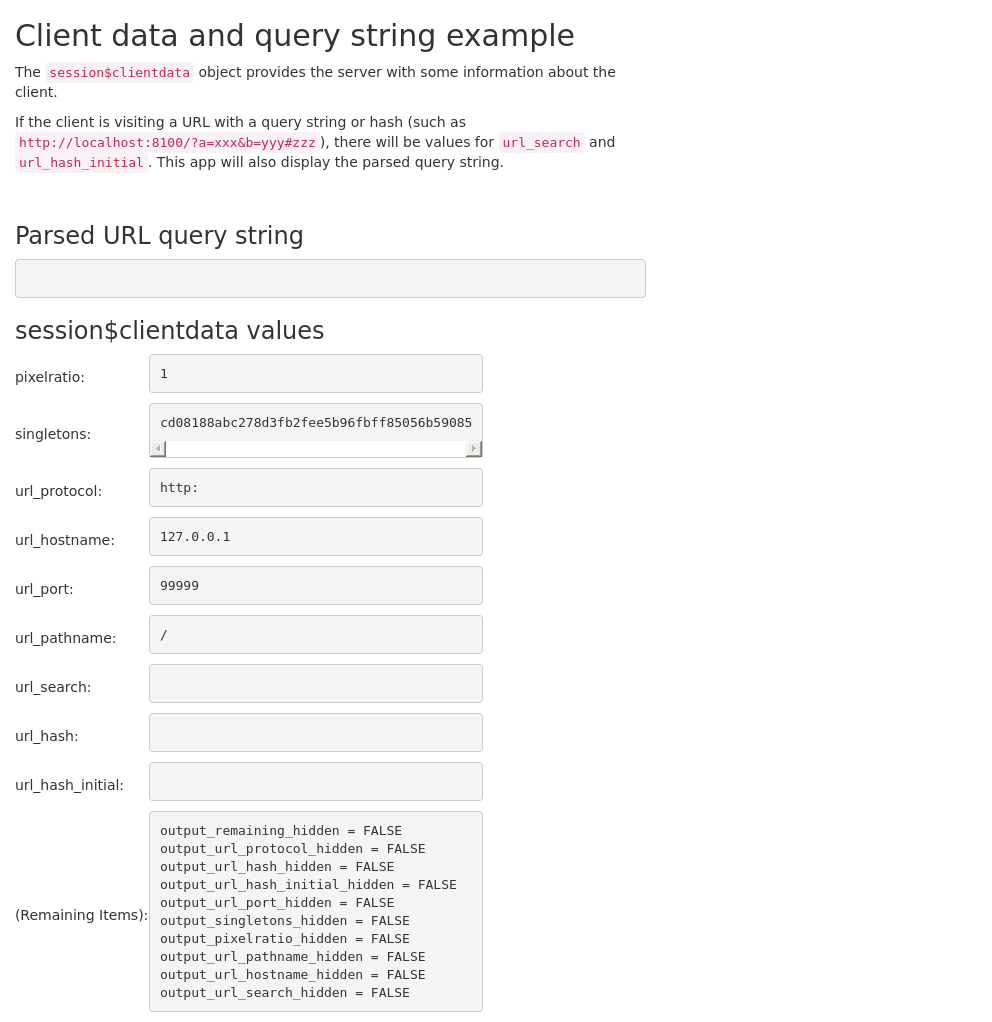 Client data and query string example
The session$clientdata object provides the server with some information about the
client.
If the client is visiting a URL with a query string or hash (such as
http://localhost:8100/?a=xxx&b=yyy#zzz), there will be values for url_search and
url_hash_initial. This app will also display the parsed query string.
Parsed URL query string
session$clientdata values
pixelratio: 1
singletons: cd08188abc278d3fb2fee5b96fbff85056b59085
url_protocol: http:
url_hostname: 127.0.0.1
url_port: 99999
url_pathname: /
url_search:
url_hash:
url_hash_initial:
(Remaining Items):
output_remaining_hidden = FALSE
output_url_protocol_hidden = FALSE
output_url_hash_hidden = FALSE
output_url_hash_initial_hidden = FALSE
output_url_port_hidden = FALSE
output_singletons_hidden = FALSE
output_pixelratio_hidden = FALSE
output_url_pathname_hidden = FALSE
output_url_hostname_hidden = FALSE
output_url_search_hidden = FALSE